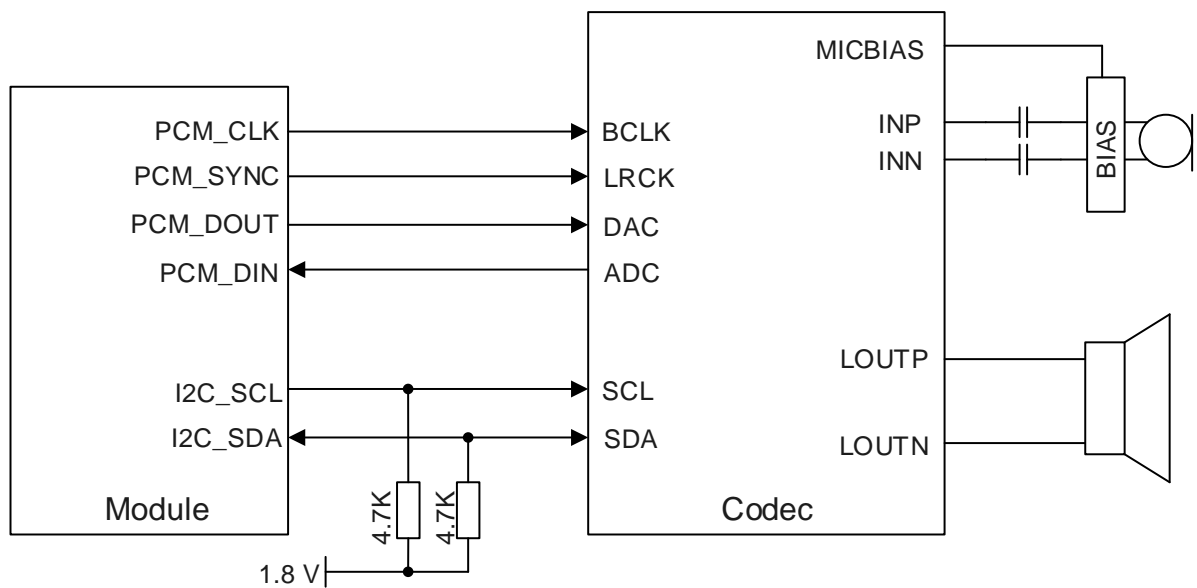 MICBIAS
PCM_CLK
BCLK
INP
PCM_SYNC
LRCK
INN
BIAS
PCM_DOUT
DAC
PCM_DIN
ADC
LOUTP
I2C_SCL
SCL
I2C_SDA
SDA
LOUTN
4.7K
4.7K
Module
Codec
1.8 V